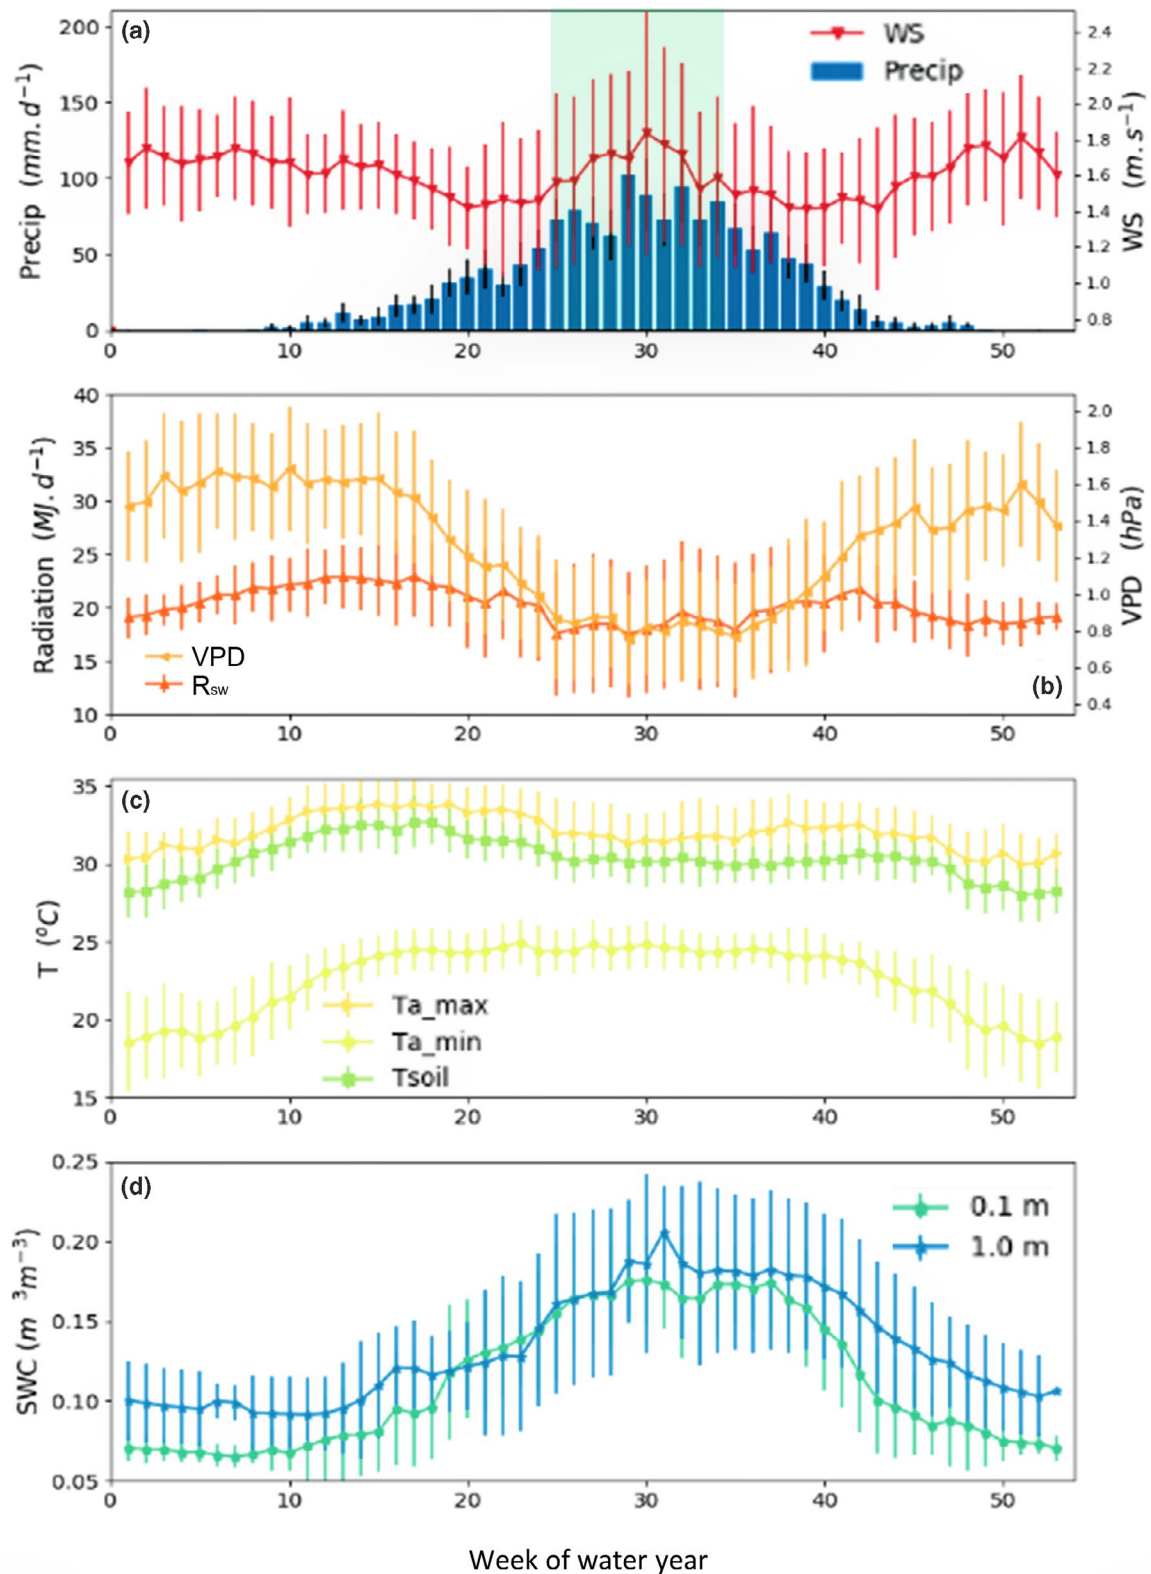 (a)
WS
Precip
200
150
100
50
0
Precip (mm.d⁻¹)
2.4
2.2
2.0
1.8
1.6
1.4
1.2
1.0
0.8
WS (m.s⁻¹)
0 10 20 30 40 50
40
35
30
25
20
15
10
Radiation (MJ.d⁻¹)
VPD
Rsw
(b)
2.0
1.8
1.6
1.4
1.2
1.0
0.8
0.6
0.4
VPD (hPa)
0 10 20 30 40 50
(c)
35
30
25
20
15
T (°C)
Ta_max
Ta_min
Tsoil
0 10 20 30 40 50
(d)
0.1 m
1.0 m
0.25
0.20
0.15
0.10
0.05
SWC (m ³m⁻³)
0 10 20 30 40 50
Week of water year